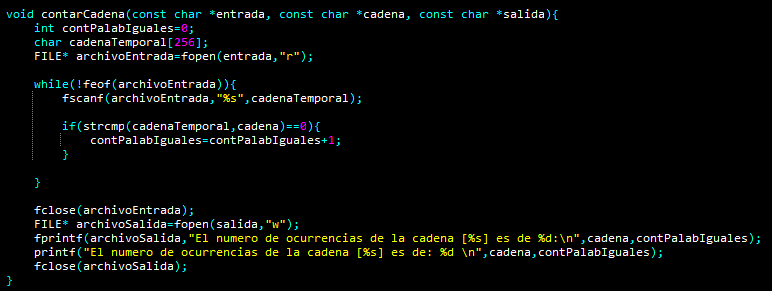 void contarCadena(const char *entrada, const char *cadena, const char *salida){
int contPalabIguales=0;
char cadenaTemporal[256];
FILE* archivoEntrada=fopen(entrada,"r");
while(!feof(archivoEntrada)){
fscanf(archivoEntrada,"%s",cadenaTemporal);
if(strcmp(cadenaTemporal,cadena)==0){
contPalabIguales=contPalabIguales+1;
}
}
fclose(archivoEntrada);
FILE* archivoSalida=fopen(salida,"w");
fprintf(archivoSalida,"El numero de ocurrencias de la cadena [%s] es de %d:\n",cadena,contPalabIguales);
printf("El numero de ocurrencias de la cadena [%s] es de: %d \n",cadena,contPalabIguales);
fclose(archivoSalida);
}